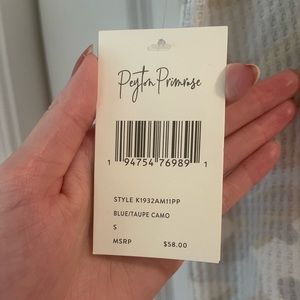 Peyton Primrose
1 94754 76989 1
STYLE K1932AM11PP
BLUE/TAUPE CAMO
S
MSRP $58.00